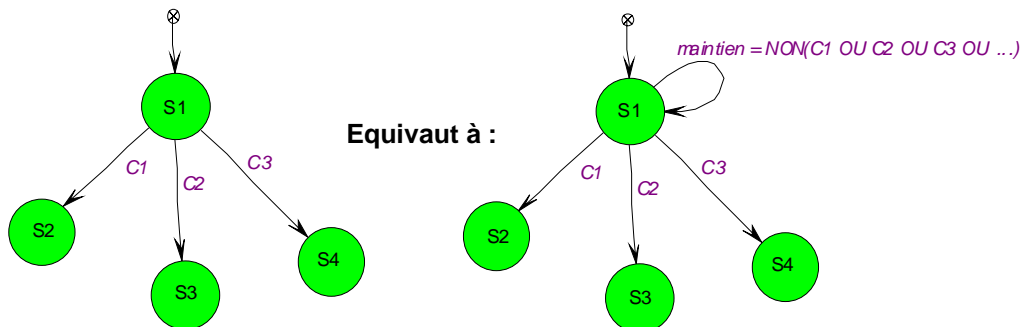 S1
C1
C2
C3
S2
S3
S4
Equivaut à :
maintien = NON(C1 OU C2 OU C3 OU ...)
S1
C1
C2
C3
S2
S3
S4